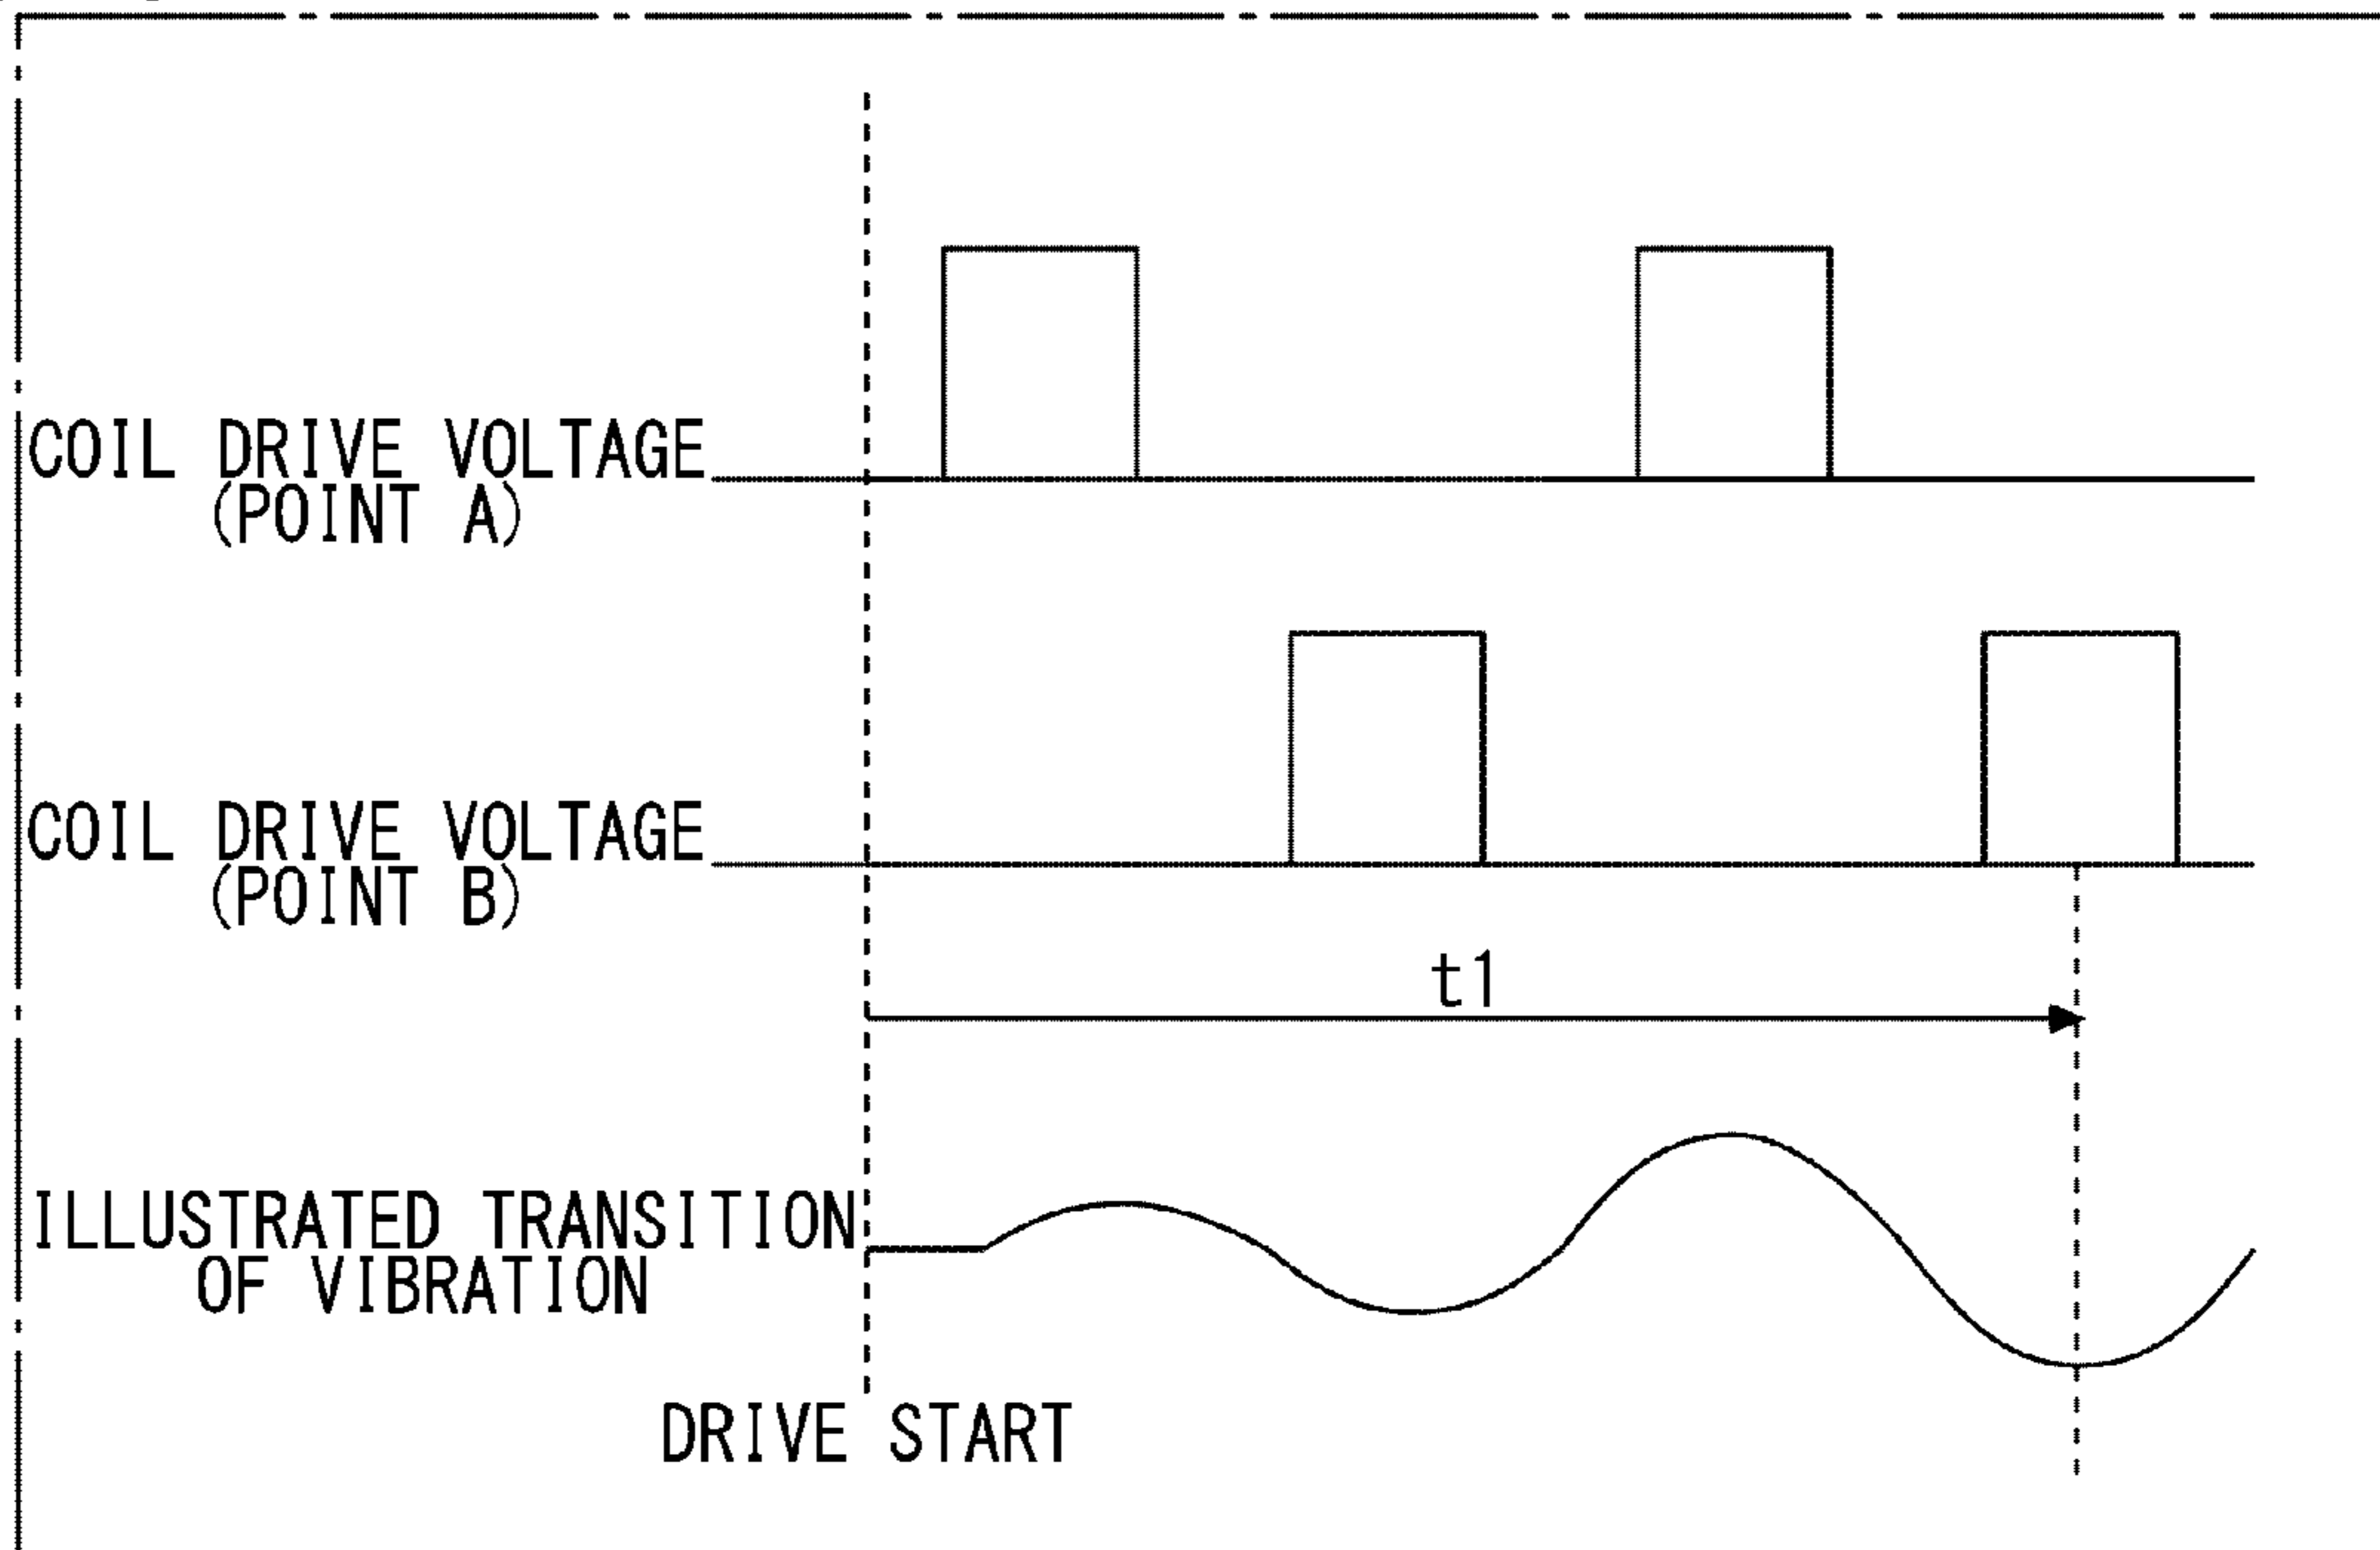 COIL DRIVE VOLTAGE
(POINT A)
COIL DRIVE VOLTAGE
(POINT B)
t1
ILLUSTRATED TRANSITION
OF VIBRATION
DRIVE START